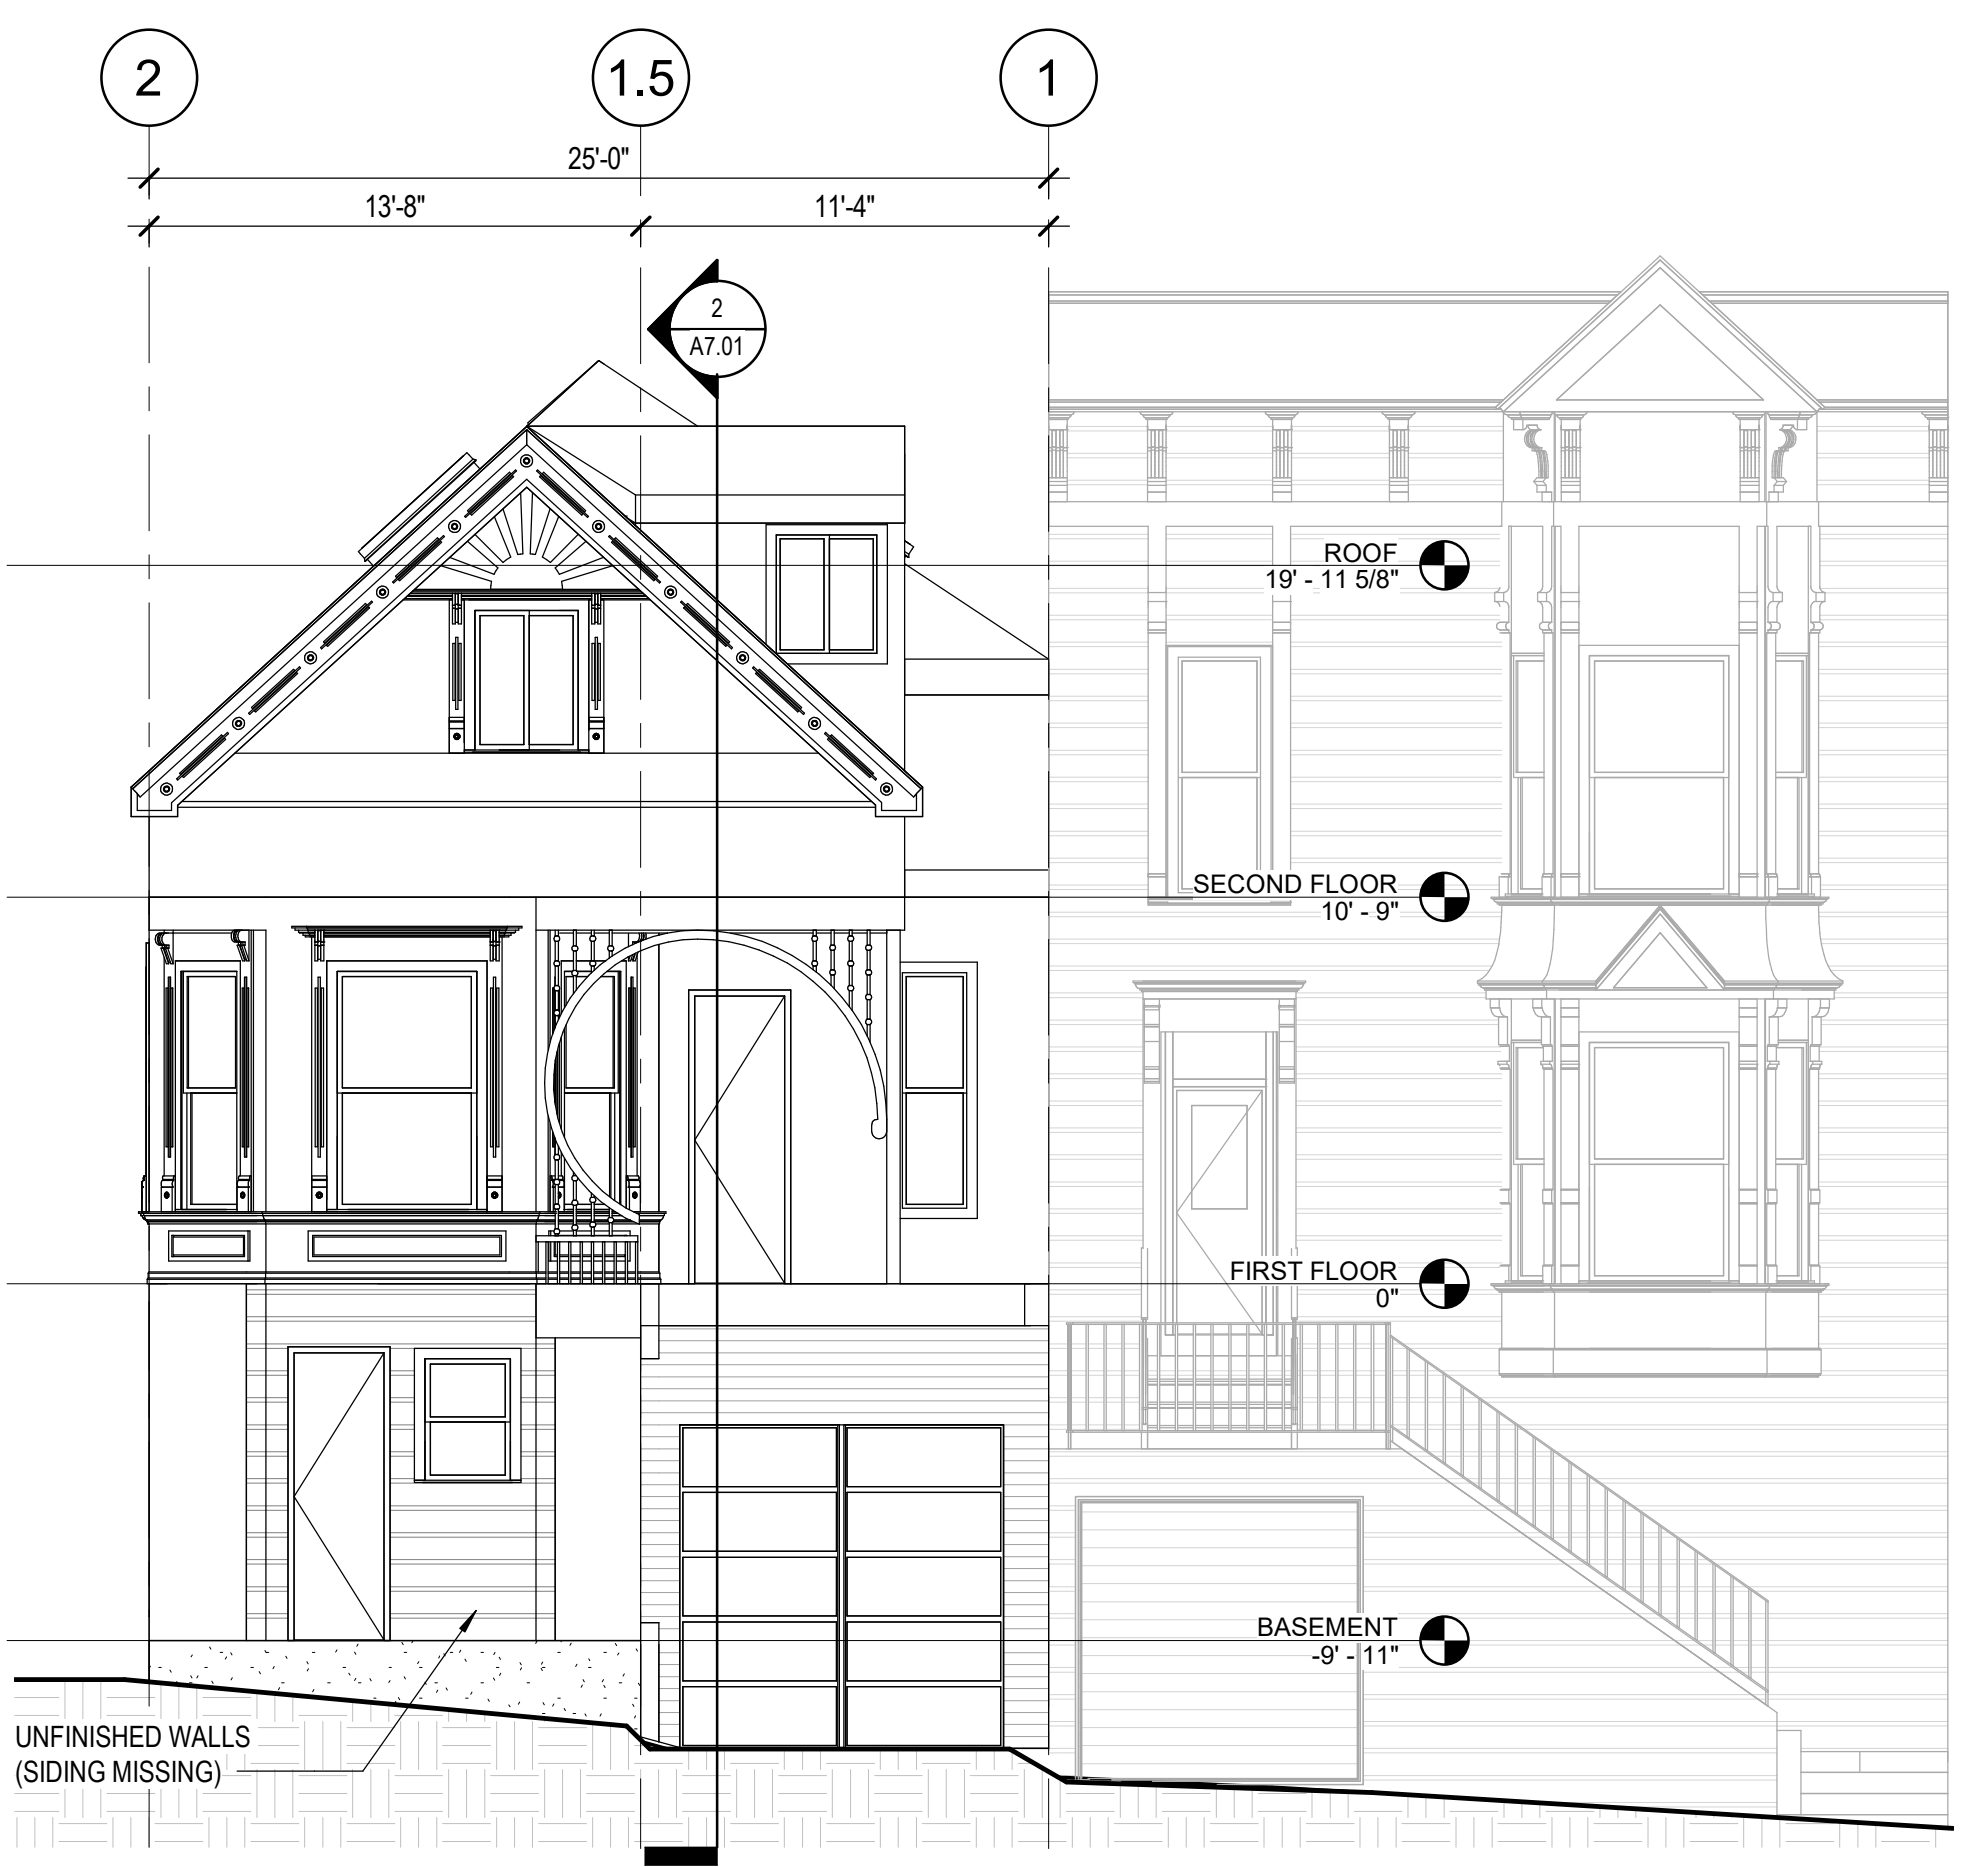 2
1.5
1
25'-0"
13'-8"
11'-4"
2
A7.01
ROOF
19' - 11 5/8"
SECOND FLOOR
10' - 9"
FIRST FLOOR
0"
BASEMENT
-9' - 11"
UNFINISHED WALLS
(SIDING MISSING)